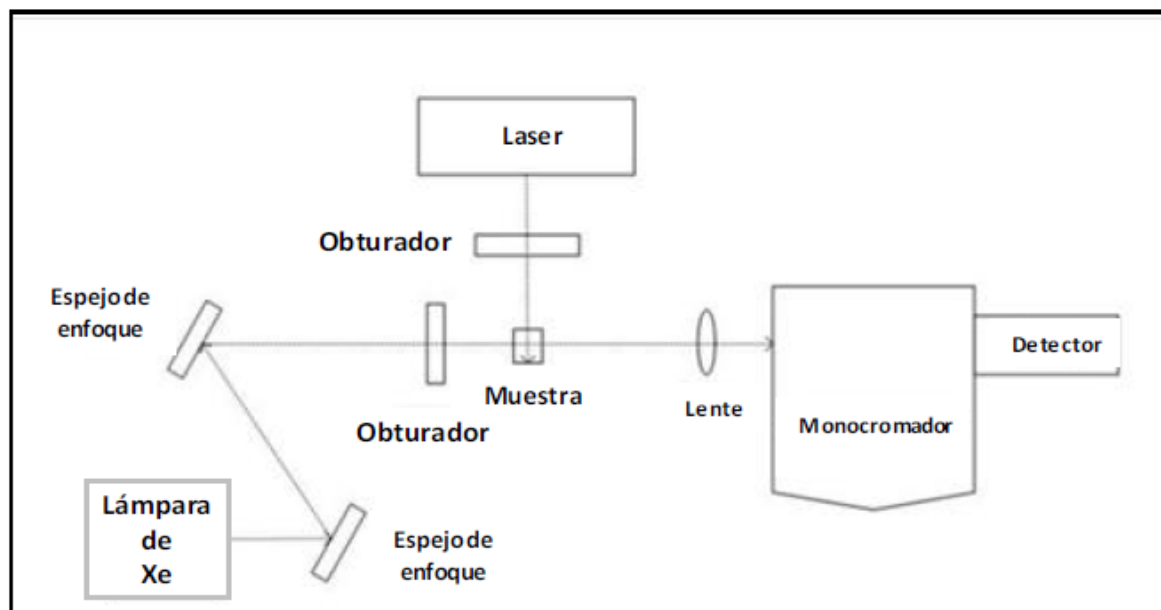 Laser
Obturador
Espejo de
enfoque
Detector
Muestra
Lente
Obturador
Monocromador
Lámpara
de
Xe
Espejo de
enfoque